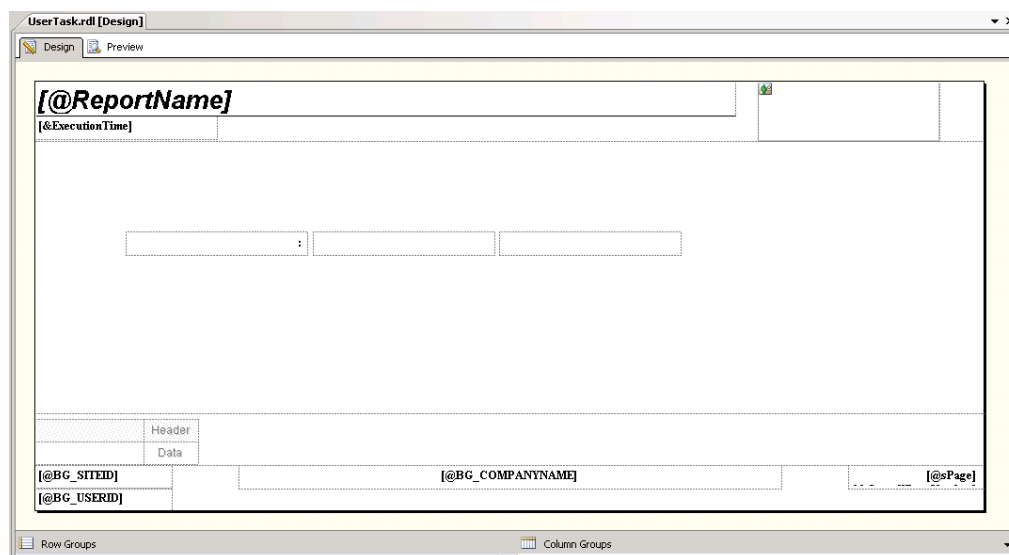 UserTask.rdl [Design]
Design Preview
[@ReportName]
[&ExecutionTime]
:
Header
Data
[@BG_SITEID] [@BG_COMPANYNAME] [@sPage]
[@BG_USERID]
Row Groups Column Groups